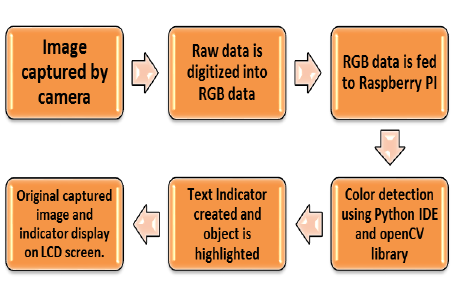 Image
captured by
camera
Raw data is
digitized into
RGB data
RGB data is fed
to Raspberry PI
Color detection
using Python IDE
and openCV
library
Text Indicator
created and
object is
highlighted
Original captured
image and
indicator display
on LCD screen.